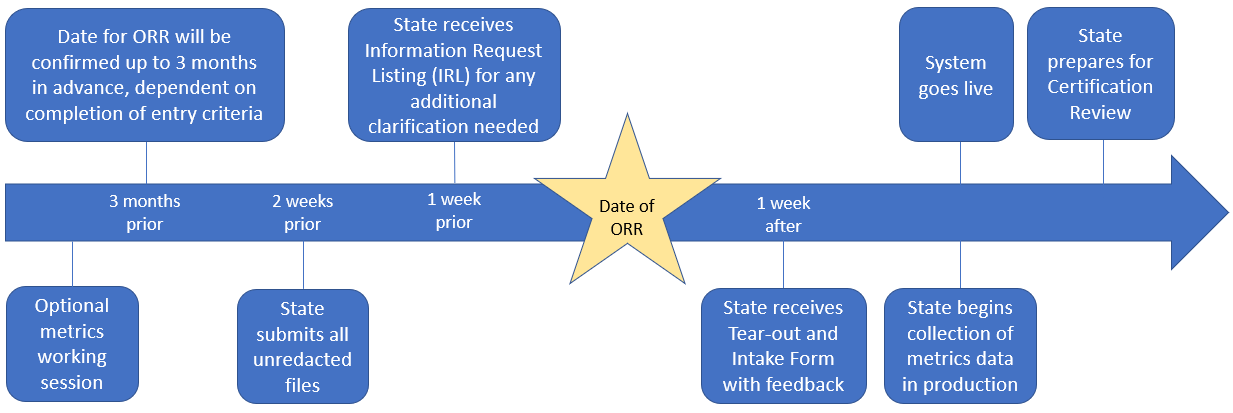 Date for ORR will be
confirmed up to 3 months
in advance, dependent on
completion of entry criteria
State receives
Information Request
Listing (IRL) for any
additional
clarification needed
System
goes live
State
prepares for
Certification
Review
3 months
prior
2 weeks
prior
1 week
prior
Date of
ORR
1 week
after
Optional
metrics
working
session
State
submits all
unredacted
files
State receives
Tear-out and
Intake Form
with feedback
State begins
collection of
metrics data
in production